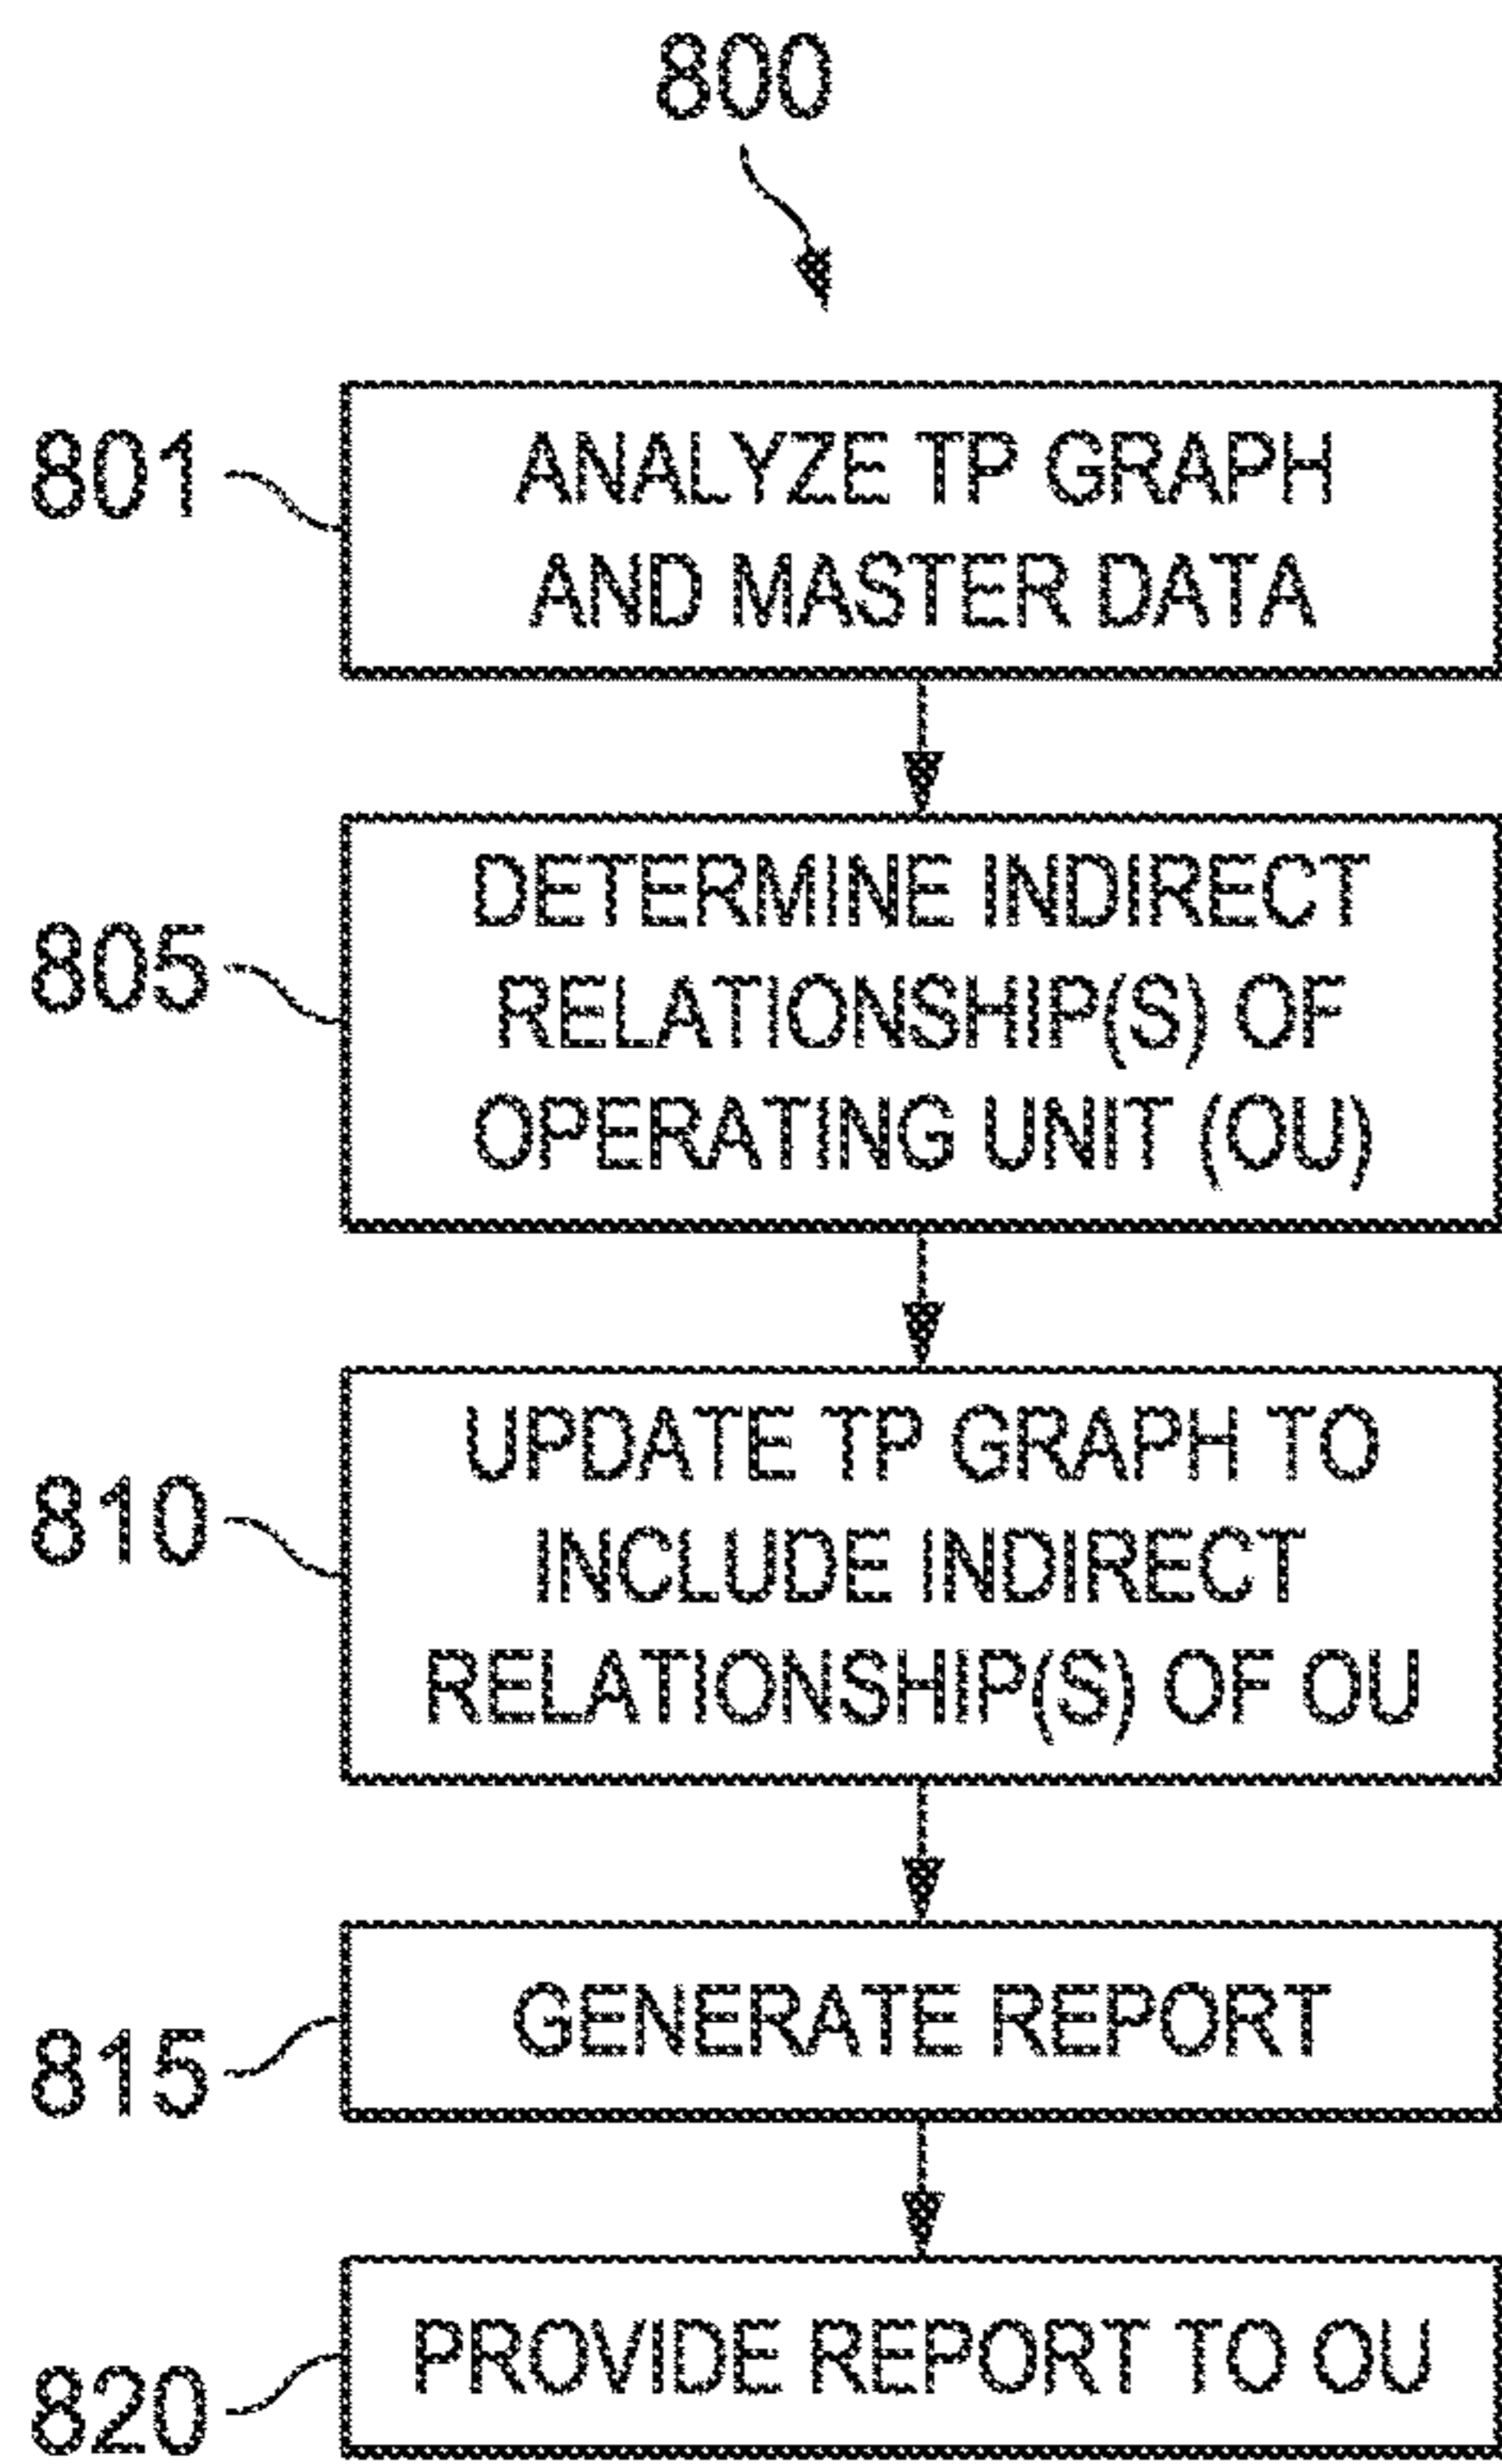 800
801
ANALYZE TP GRAPH
AND MASTER DATA
805
DETERMINE INDIRECT
RELATIONSHIP(S) OF
OPERATING UNIT (OU)
810
UPDATE TP GRAPH TO
INCLUDE INDIRECT
RELATIONSHIP(S) OF OU
815
GENERATE REPORT
820
PROVIDE REPORT TO OU